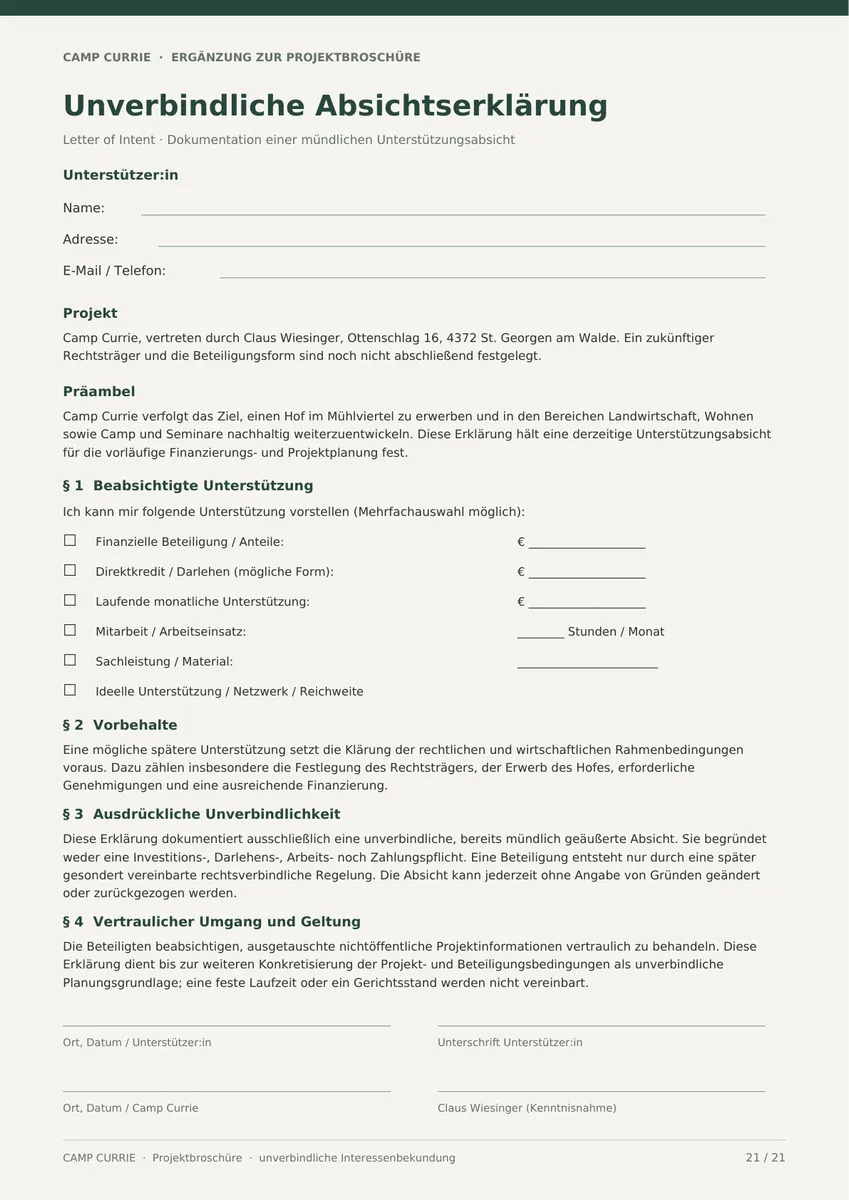 CAMP CURRIE · ERGÄNZUNG ZUR PROJEKTBROSCHÜRE
Unverbindliche Absichtserklärung
Letter of Intent · Dokumentation einer mündlichen Unterstützungsabsicht
Unterstützer:in
Name:
Adresse:
E-Mail / Telefon:
Projekt
Camp Currie, vertreten durch Claus Wiesinger, Ottenschlag 16, 4372 St. Georgen am Walde. Ein zukünftiger
Rechtsträger und die Beteiligungsform sind noch nicht abschließend festgelegt.
Präambel
Camp Currie verfolgt das Ziel, einen Hof im Mühlviertel zu erwerben und in den Bereichen Landwirtschaft, Wohnen
sowie Camp und Seminare nachhaltig weiterzuentwickeln. Diese Erklärung hält eine derzeitige Unterstützungsabsicht
für die vorläufige Finanzierungs- und Projektplanung fest.
§ 1 Beabsichtigte Unterstützung
Ich kann mir folgende Unterstützung vorstellen (Mehrfachauswahl möglich):
☐ Finanzielle Beteiligung / Anteile: € ____________________
☐ Direktkredit / Darlehen (mögliche Form): € ____________________
☐ Laufende monatliche Unterstützung: € ____________________
☐ Mitarbeit / Arbeitseinsatz: ________ Stunden / Monat
☐ Sachleistung / Material: ________________________
☐ Ideelle Unterstützung / Netzwerk / Reichweite
§ 2 Vorbehalte
Eine mögliche spätere Unterstützung setzt die Klärung der rechtlichen und wirtschaftlichen Rahmenbedingungen
voraus. Dazu zählen insbesondere die Festlegung des Rechtsträgers, der Erwerb des Hofes, erforderliche
Genehmigungen und eine ausreichende Finanzierung.
§ 3 Ausdrückliche Unverbindlichkeit
Diese Erklärung dokumentiert ausschließlich eine unverbindliche, bereits mündlich geäußerte Absicht. Sie begründet
weder eine Investitions-, Darlehens-, Arbeits- noch Zahlungspflicht. Eine Beteiligung entsteht nur durch eine später
gesondert vereinbarte rechtsverbindliche Regelung. Die Absicht kann jederzeit ohne Angabe von Gründen geändert
oder zurückgezogen werden.
§ 4 Vertraulicher Umgang und Geltung
Die Beteiligten beabsichtigen, ausgetauschte nichtöffentliche Projektinformationen vertraulich zu behandeln. Diese
Erklärung dient bis zur weiteren Konkretisierung der Projekt- und Beteiligungsbedingungen als unverbindliche
Planungsgrundlage; eine feste Laufzeit oder ein Gerichtsstand werden nicht vereinbart.
Ort, Datum / Unterstützer:in Unterschrift Unterstützer:in
Ort, Datum / Camp Currie Claus Wiesinger (Kenntnisnahme)
CAMP CURRIE · Projektbroschüre · unverbindliche Interessenbekundung 21 / 21